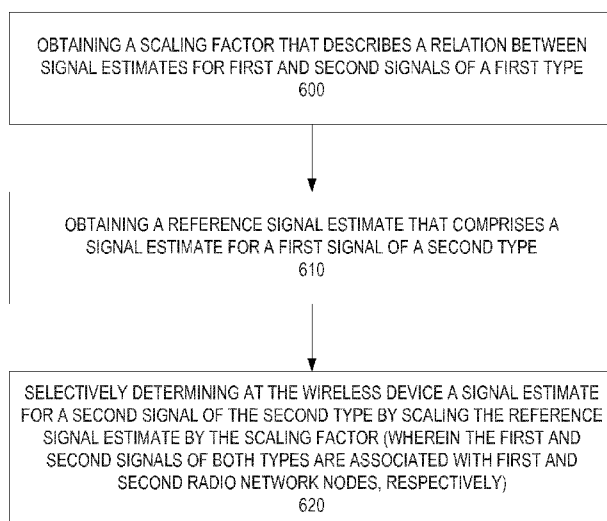 OBTAINING A SCALING FACTOR THAT DESCRIBES A RELATION BETWEEN
SIGNAL ESTIMATES FOR FIRST AND SECOND SIGNALS OF A FIRST TYPE
600
OBTAINING A REFERENCE SIGNAL ESTIMATE THAT COMPRISES A
SIGNAL ESTIMATE FOR A FIRST SIGNAL OF A SECOND TYPE
610
SELECTIVELY DETERMINING AT THE WIRELESS DEVICE A SIGNAL ESTIMATE
FOR A SECOND SIGNAL OF THE SECOND TYPE BY SCALING THE REFERENCE
SIGNAL ESTIMATE BY THE SCALING FACTOR (WHEREIN THE FIRST AND
SECOND SIGNALS OF BOTH TYPES ARE ASSOCIATED WITH FIRST AND
SECOND RADIO NETWORK NODES, RESPECTIVELY)
620